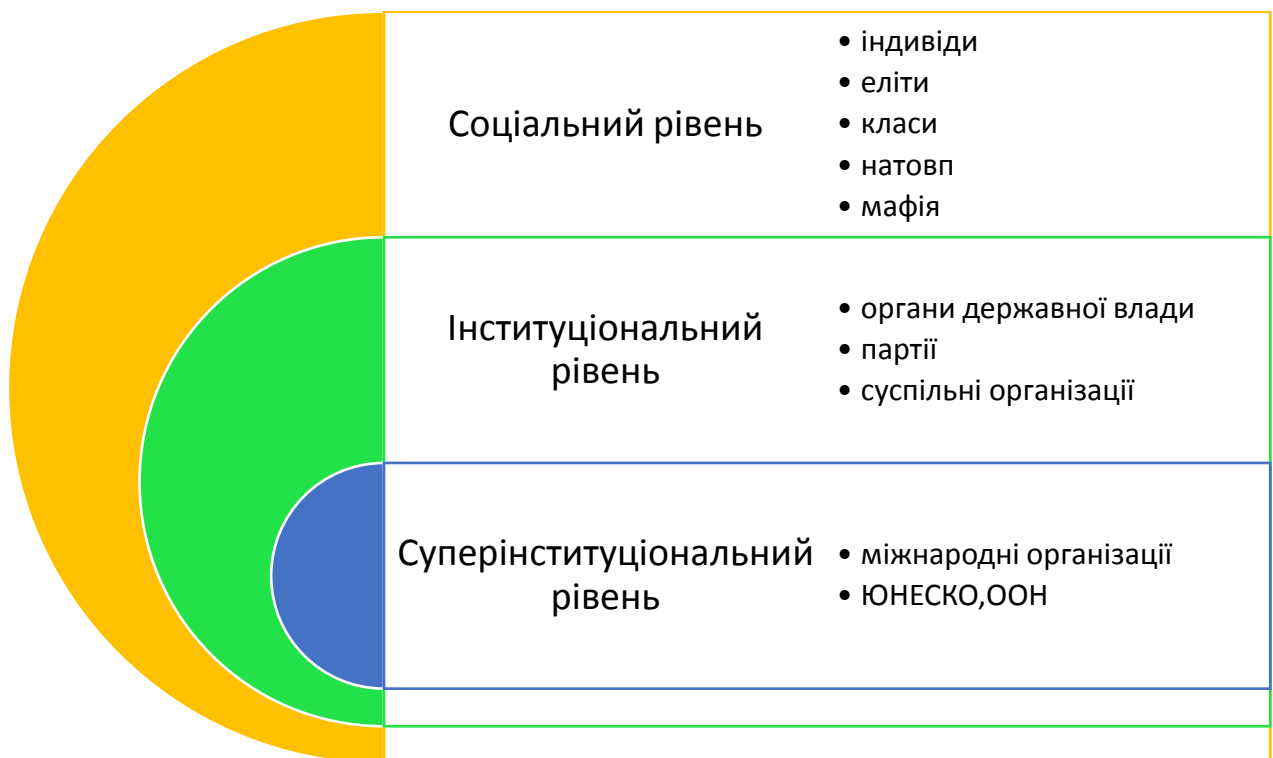 Соціальний рівень
• індивіди
• еліти
• класи
• натовп
• мафія
Інституціональний
рівень
• органи державної влади
• партії
• суспільні організації
Суперінституціональний
рівень
• міжнародні організації
• ЮНЕСКО,ООН